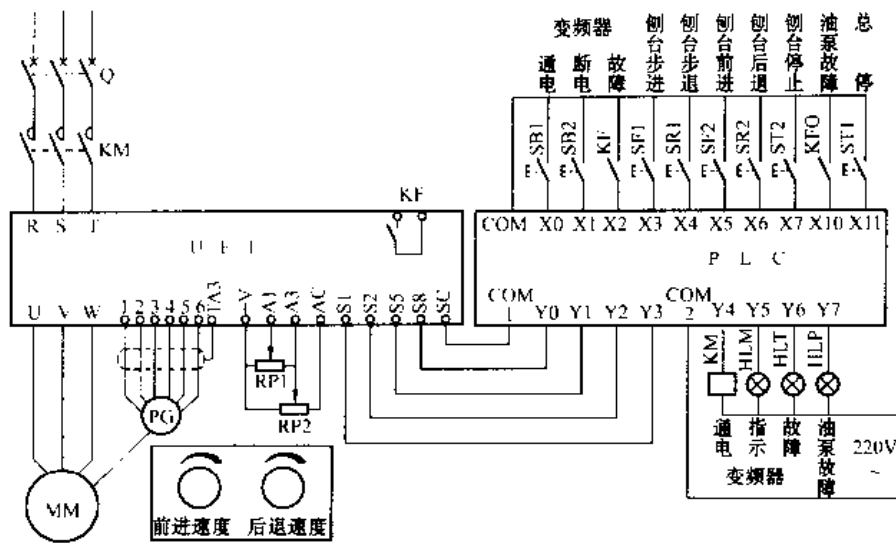 变频器
通电
断电
故障
刨台步进
刨台步退
刨台前进
刨台后退
刨台停止
油泵故障
总停
Q
KM
SB1
SB2
KF
SF1
SR1
SF2
SR2
ST2
KFO
ST1
KF
R S T
COM X0 X1 X2 X3 X4 X5 X6 X7 X10 X11
P L C
U V W
1 2 3 4 5 6 TA3
-V A1 A3 AC S1 S2 S5 S8 SC
COM 1 Y0 Y1 Y2 Y3 COM 2 Y4 Y5 Y6 Y7
RP1
RP2
PG
MM
KM
HLM
HLT
HLP
通电
指示
故障
油泵故障
变频器
220V
~
前进速度 后退速度